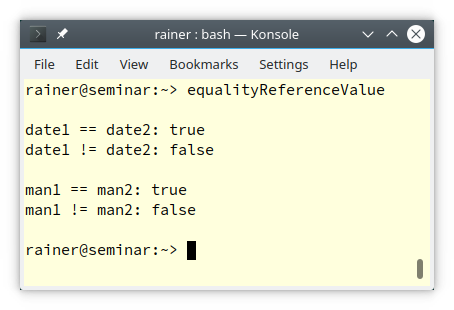 rainer : bash — Konsole
File Edit View Bookmarks Settings Help
rainer@seminar:~> equalityReferenceValue
date1 == date2: true
date1 != date2: false
man1 == man2: true
man1 != man2: false
rainer@seminar:~>